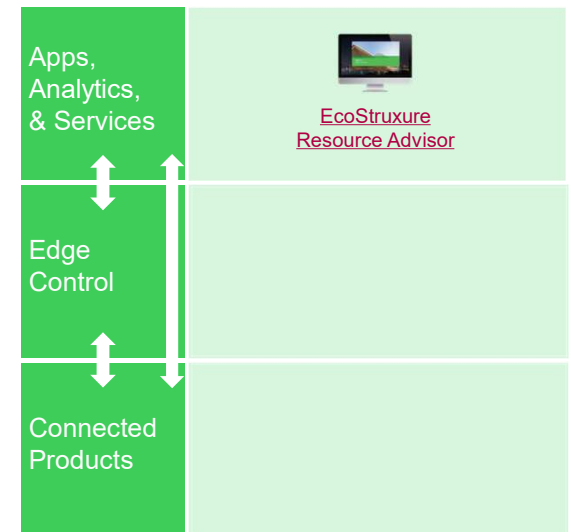 Apps,
Analytics,
& Services
EcoStruxure
Resource Advisor
Edge
Control
Connected
Products